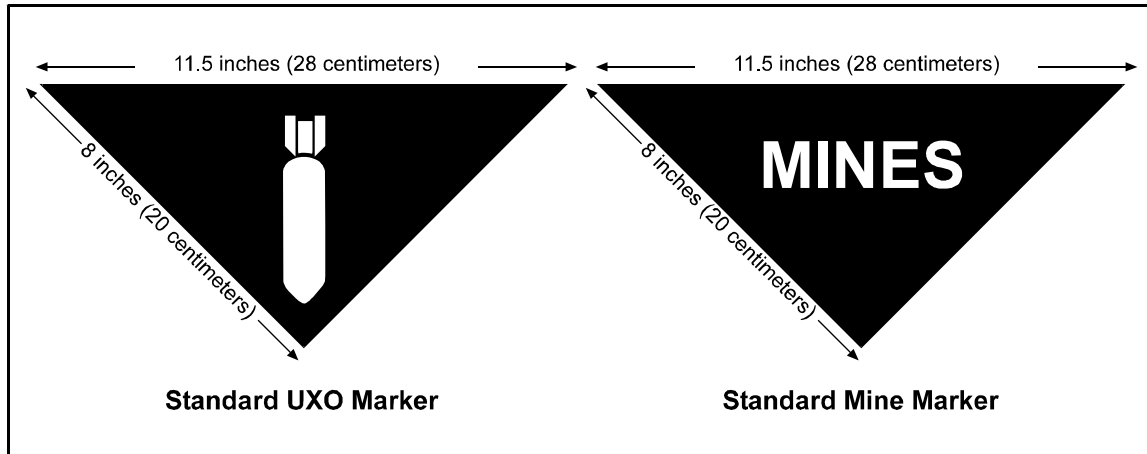 11.5 inches (28 centimeters)
11.5 inches (28 centimeters)
8 inches (20 centimeters)
MINES
8 inches (20 centimeters)
Standard UXO Marker
Standard Mine Marker